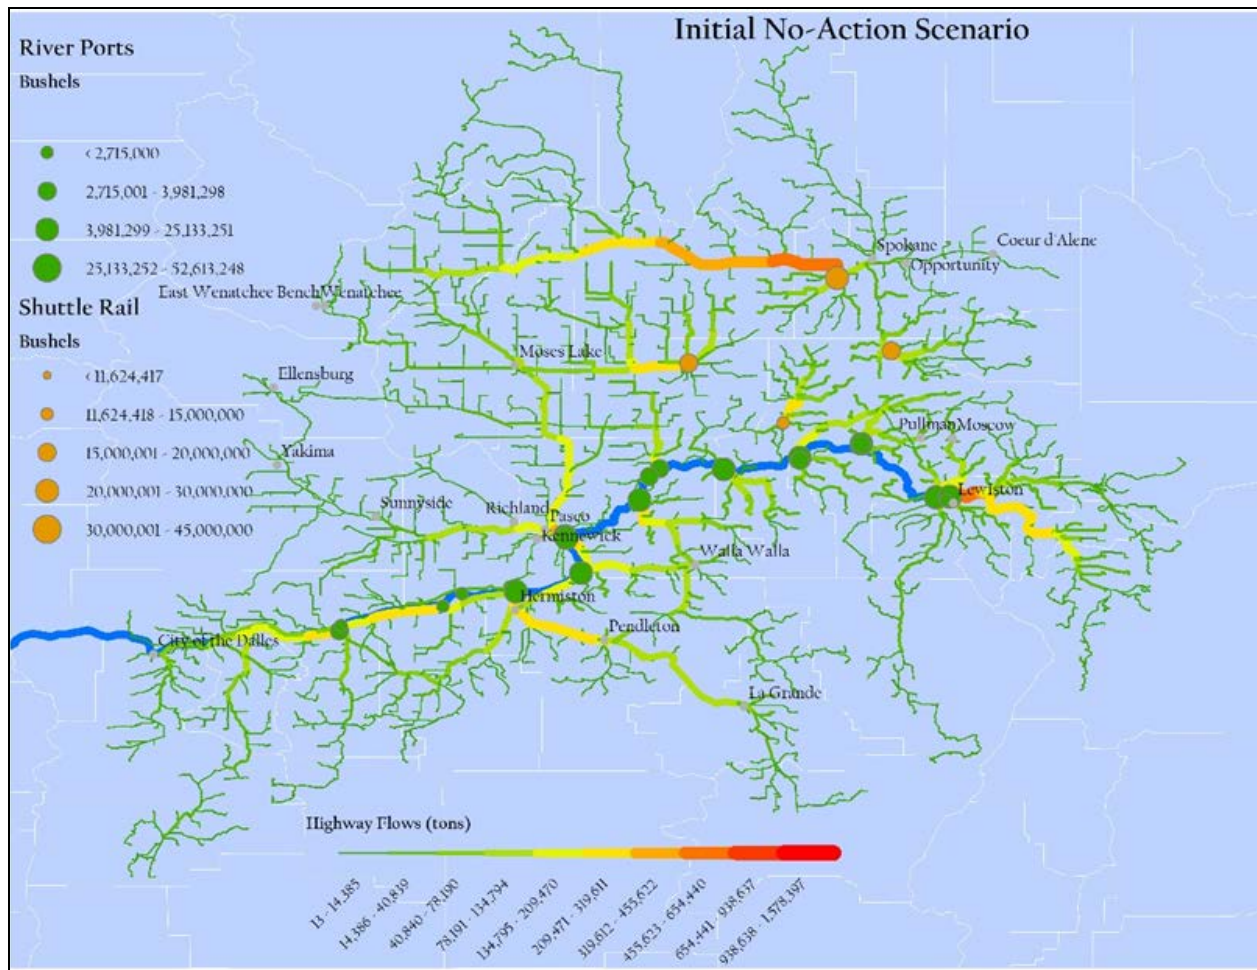 Initial No-Action Scenario
River Ports
Bushels
< 2,715,000
2,715,001 - 3,981,298
3,981,299 - 25,133,251
25,133,252 - 52,613,248
Shuttle Rail
Bushels
< 11,624,417
11,624,418 - 15,000,000
15,000,001 - 20,000,000
20,000,001 - 30,000,000
30,000,001 - 45,000,000
Spokane
Coeur d'Alene
Opportunity
East Wenatchee Bench Wenatchee
Moses Lake
Ellensburg
Pullman Moscow
Yakima
Lewiston
Sunnyside
Richland
Pasco
Kennewick
Walla Walla
Hermiston
Pendleton
City of the Dalles
La Grande
Highway Flows (tons)
13 - 14,385
14,386 - 40,839
40,840 - 78,190
78,191 - 134,794
134,795 - 209,470
209,471 - 319,611
319,612 - 455,622
455,623 - 654,440
654,441 - 938,637
938,638 - 1,578,397